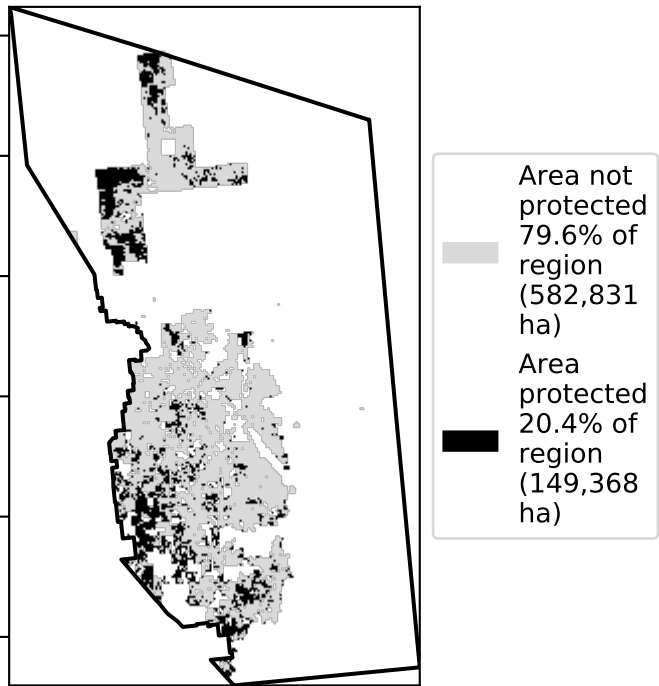 Area not
protected
79.6% of
region
(582,831
ha)
Area
protected
20.4% of
region
(149,368
ha)